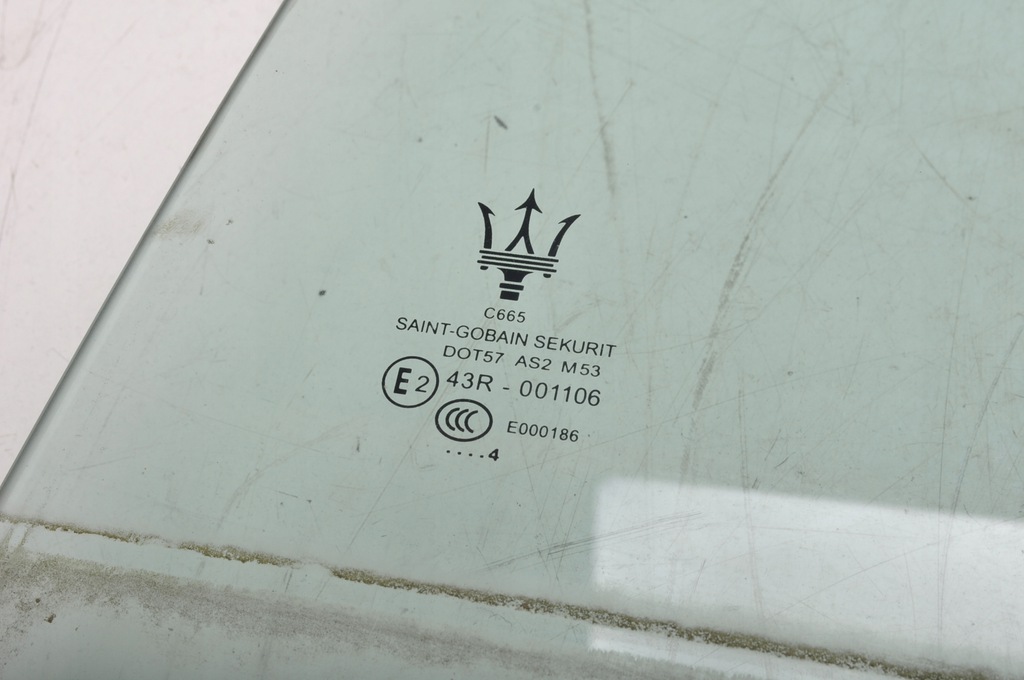 C665
SAINT-GOBAIN SEKURIT
DOT57 AS2 M53
E2 43R - 001106
CCC E000186
....4